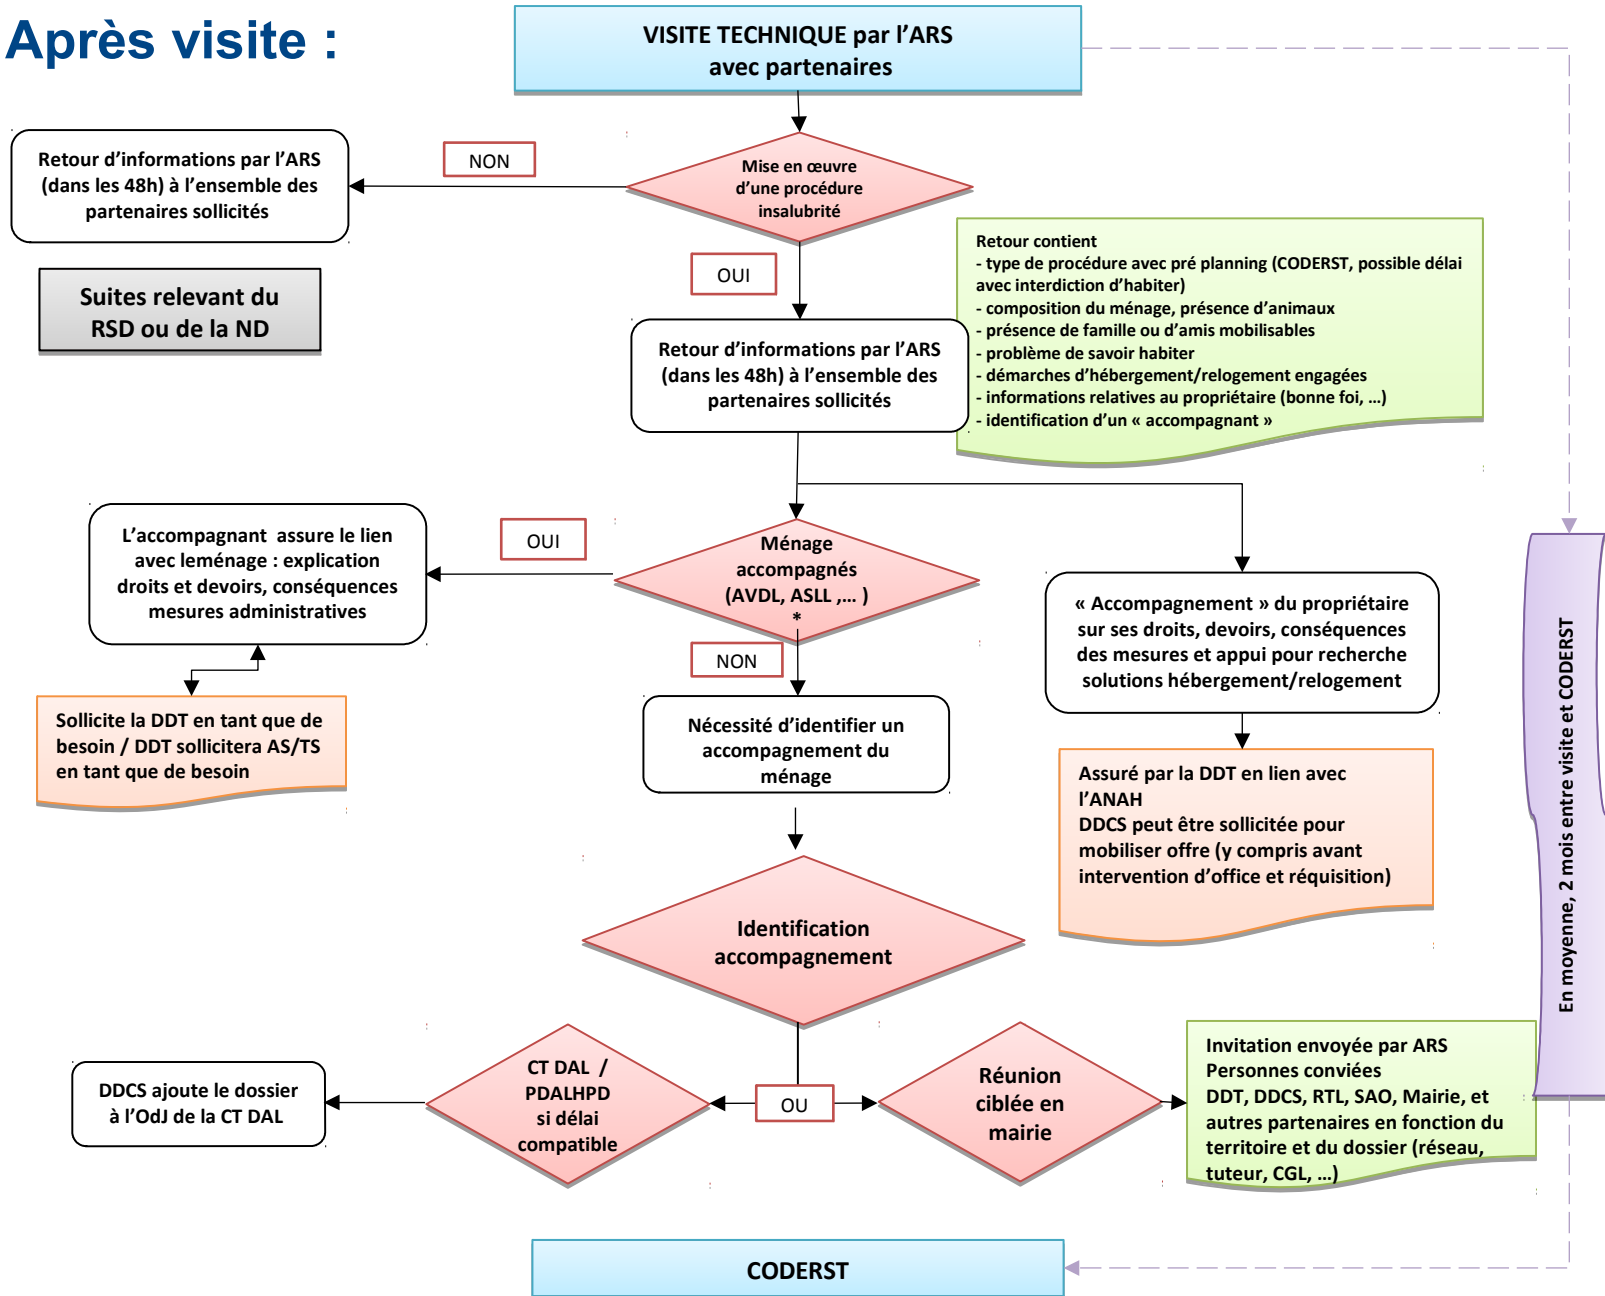 Après visite :
VISITE TECHNIQUE par l’ARS
avec partenaires
Mise en œuvre
d’une procédure
insalubrité
NON
Retour d’informations par l’ARS
(dans les 48h) à l’ensemble des
partenaires sollicités
Suites relevant du
RSD ou de la ND
OUI
Retour d’informations par l’ARS
(dans les 48h) à l’ensemble des
partenaires sollicités
Retour contient
- type de procédure avec pré planning (CODERST, possible délai
avec interdiction d’habiter)
- composition du ménage, présence d’animaux
- présence de famille ou d’amis mobilisables
- problème de savoir habiter
- démarches d’hébergement/relogement engagées
- informations relatives au propriétaire (bonne foi, …)
- identification d’un « accompagnant »
Ménage
accompagnés
(AVDL, ASLL ,… )
*
OUI
L’accompagnant  assure le lien
avec leménage : explication
droits et devoirs, conséquences
mesures administratives
Sollicite la DDT en tant que de
besoin / DDT sollicitera AS/TS
en tant que de besoin
NON
Nécessité d’identifier un
accompagnement du
ménage
« Accompagnement » du propriétaire
sur ses droits, devoirs, conséquences
des mesures et appui pour recherche
solutions hébergement/relogement
Assuré par la DDT en lien avec
l’ANAH
DDCS peut être sollicitée pour
mobiliser offre (y compris avant
intervention d’office et réquisition)
En moyenne, 2 mois entre visite et CODERST
Identification
accompagnement
CT DAL  /
PDALHPD
si délai
compatible
OU
Réunion
ciblée en
mairie
DDCS ajoute le dossier
à l’OdJ de la CT DAL
Invitation envoyée par ARS
Personnes conviées
DDT, DDCS, RTL, SAO, Mairie, et
autres partenaires en fonction du
territoire et du dossier (réseau,
tuteur, CGL, …)
CODERST